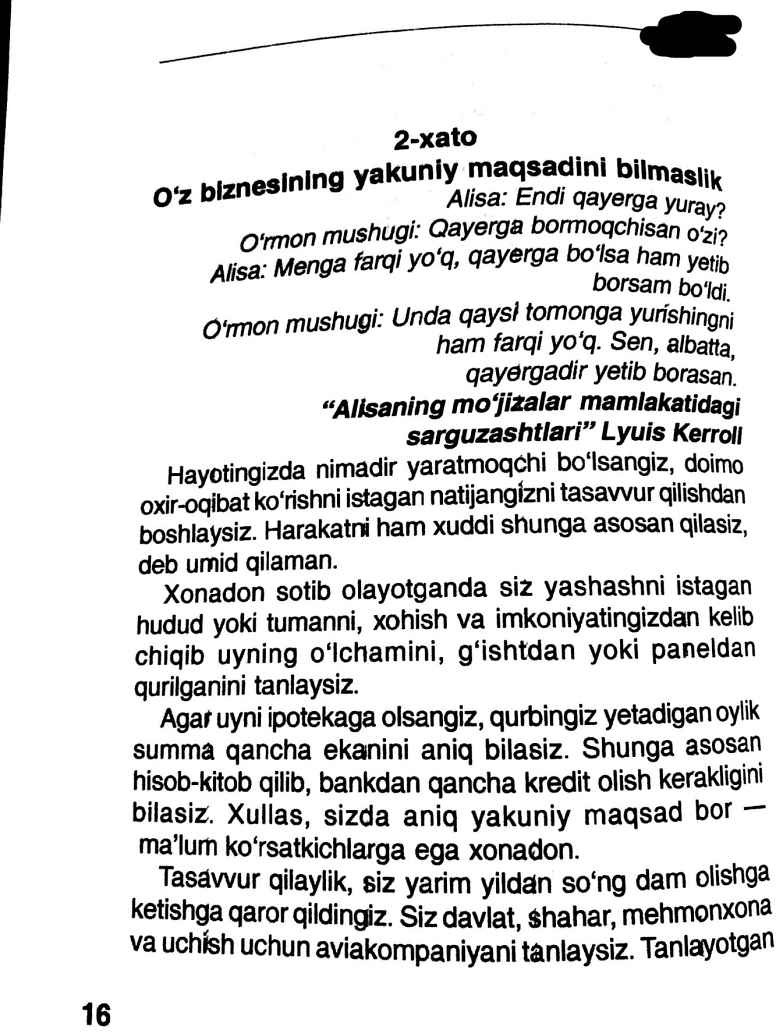 2-xato
O‘z biznesining yakuniy maqsadini bilmaslik
Alisa: Endi qayerga yuray?
O‘rmon mushugi: Qayerga bormoqchisan o‘zi?
Alisa: Menga farqi yo‘q, qayerga bo‘lsa ham yetib
borsam bo‘ldi.
O‘rmon mushugi: Unda qaysi tomonga yurishingni
ham farqi yo‘q. Sen, albatta,
qayergadir yetib borasan.
“Alisaning mo‘jizalar mamlakatidagi
sarguzashtlari” Lyuis Kerroll
Hayotingizda nimadir yaratmoqchi bo‘lsangiz, doimo
oxir-oqibat ko‘rishni istagan natijangizni tasavvur qilishdan
boshlaysiz. Harakatni ham xuddi shunga asosan qilasiz,
deb umid qilaman.
Xonadon sotib olayotganda siz yashashni istagan
hudud yoki tumanni, xohish va imkoniyatingizdan kelib
chiqib uyning o‘lchamini, g‘ishtdan yoki paneldan
qurilganini tanlaysiz.
Agar uyni ipotekaga olsangiz, qurbingiz yetadigan oylik
summa qancha ekanini aniq bilasiz. Shunga asosan
hisob-kitob qilib, bankdan qancha kredit olish kerakligini
bilasiz. Xullas, sizda aniq yakuniy maqsad bor —
ma’lum ko‘rsatkichlarga ega xonadon.
Tasavvur qilaylik, siz yarim yildan so‘ng dam olishga
ketishga qaror qildingiz. Siz davlat, shahar, mehmonxona
va uchish uchun aviakompaniyani tanlaysiz. Tanlayotgan
16